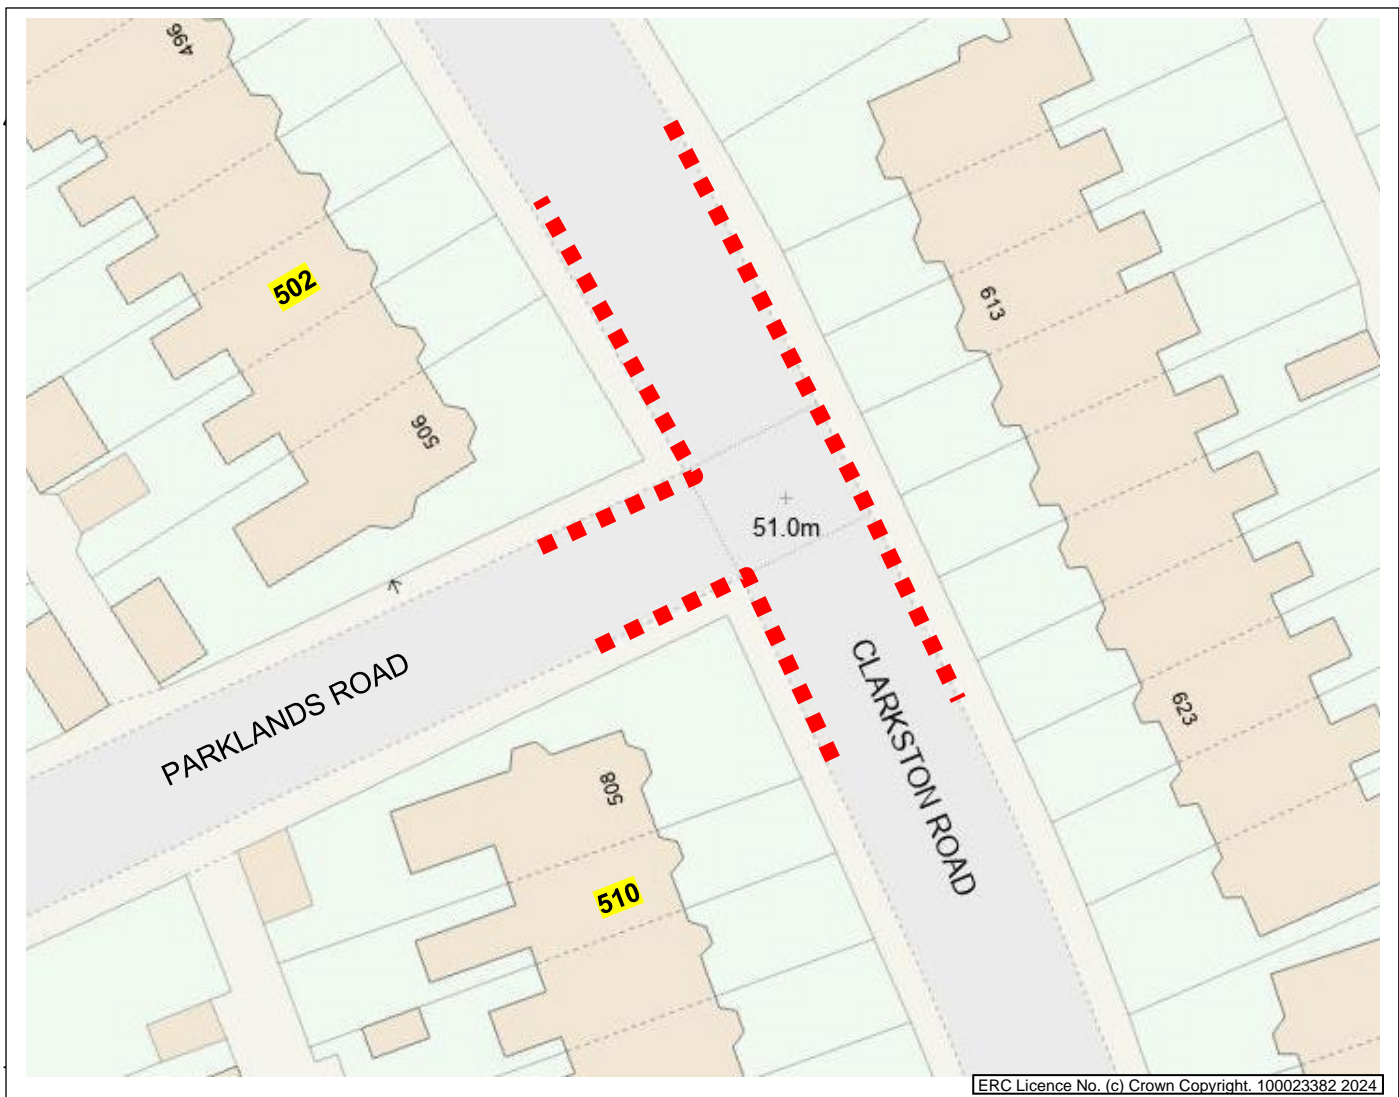 496
502
613
506
51.0m
PARKLANDS ROAD
CLARKSTON ROAD
623
508
510
ERC Licence No. (c) Crown Copyright. 100023382 2024